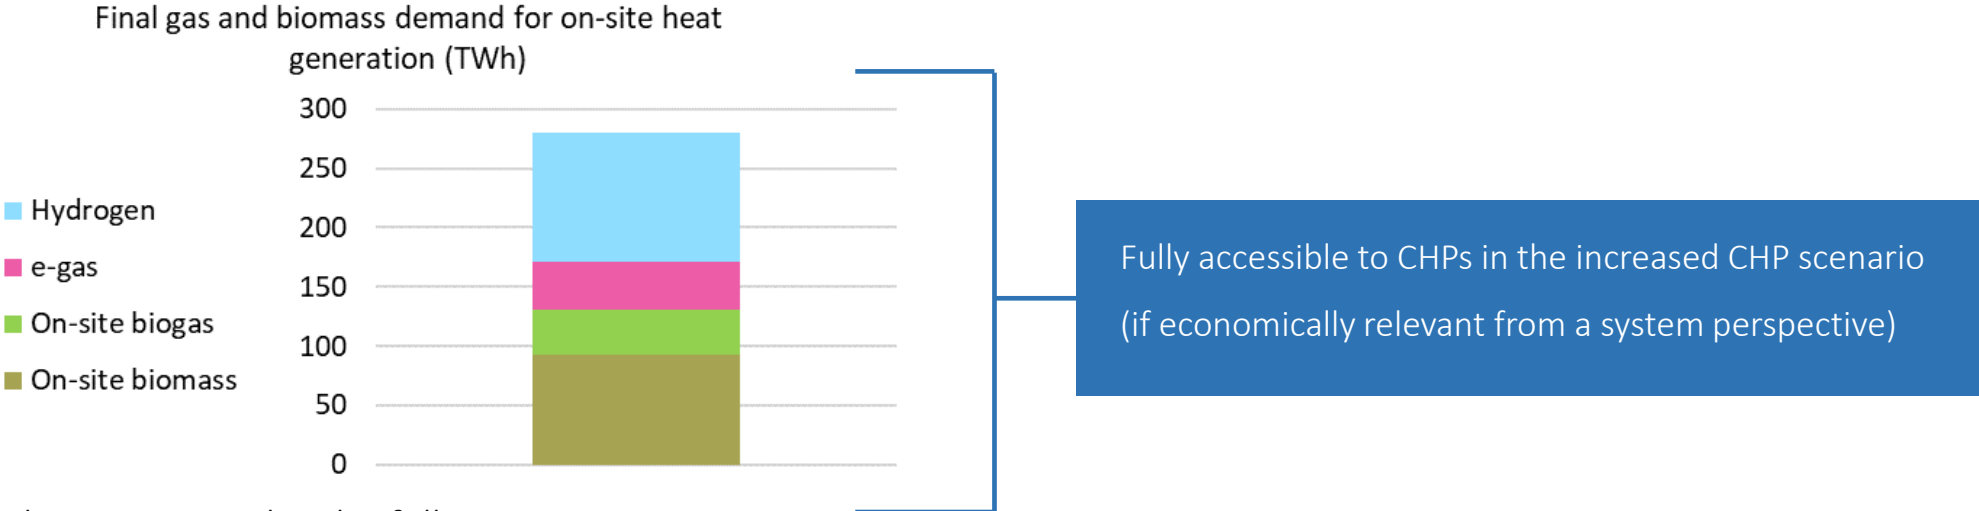 Final gas and biomass demand for on-site heat
generation (TWh)
300
250
200
150
100
50
0
Hydrogen
e-gas
On-site biogas
On-site biomass
Fully accessible to CHPs in the increased CHP scenario
(if economically relevant from a system perspective)